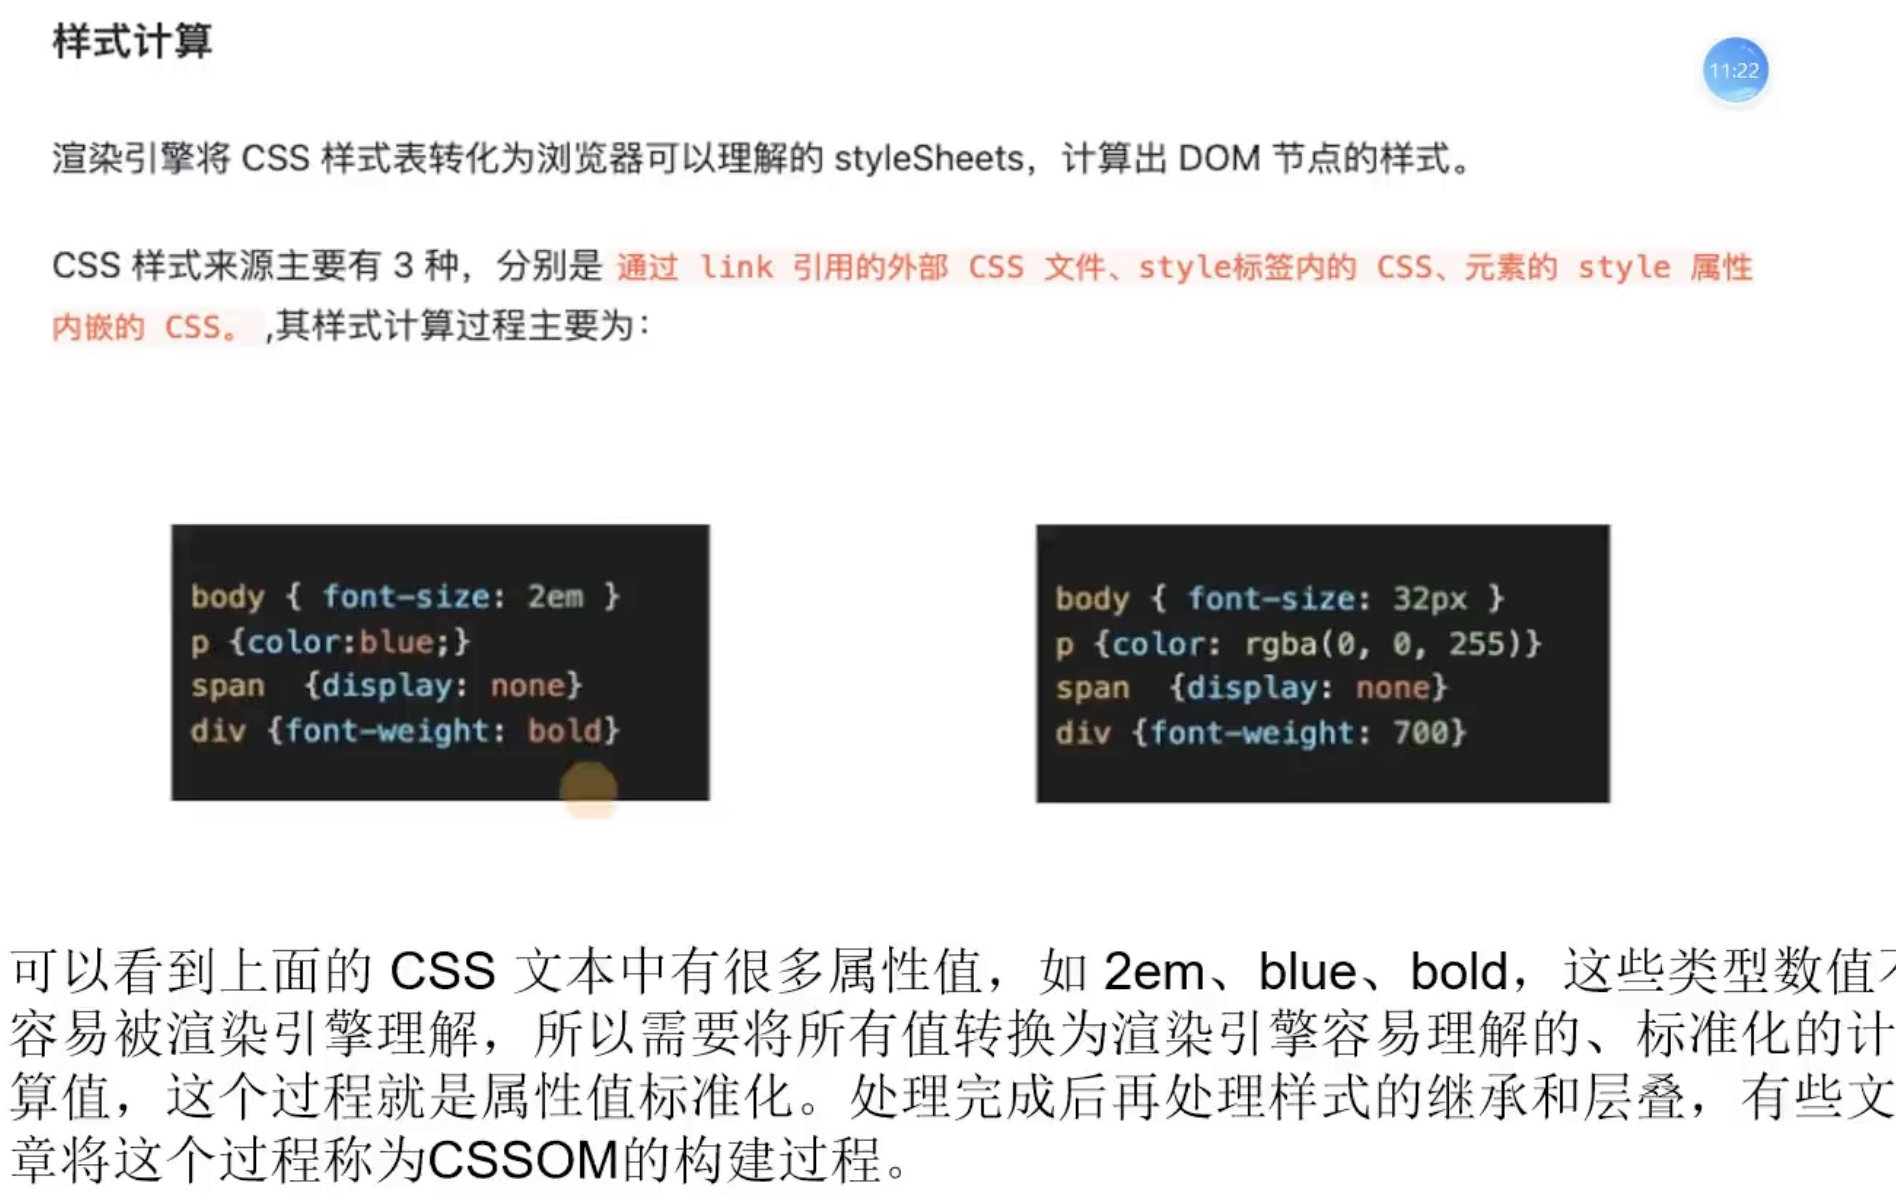 样式计算
11:22
渲染引擎将 CSS 样式表转化为浏览器可以理解的 styleSheets，计算出 DOM 节点的样式。
CSS 样式来源主要有 3 种，分别是 通过 link 引用的外部 CSS 文件、style标签内的 CSS、元素的 style 属性
内嵌的 CSS。 ,其样式计算过程主要为：
body { font-size: 2em }
p {color:blue;}
span  {display: none}
div {font-weight: bold}
body { font-size: 32px }
p {color: rgba(0, 0, 255)}
span  {display: none}
div {font-weight: 700}
可以看到上面的 CSS 文本中有很多属性值，如 2em、blue、bold，这些类型数值不
容易被渲染引擎理解，所以需要将所有值转换为渲染引擎容易理解的、标准化的计
算值，这个过程就是属性值标准化。处理完成后再处理样式的继承和层叠，有些文
章将这个过程称为CSSOM的构建过程。